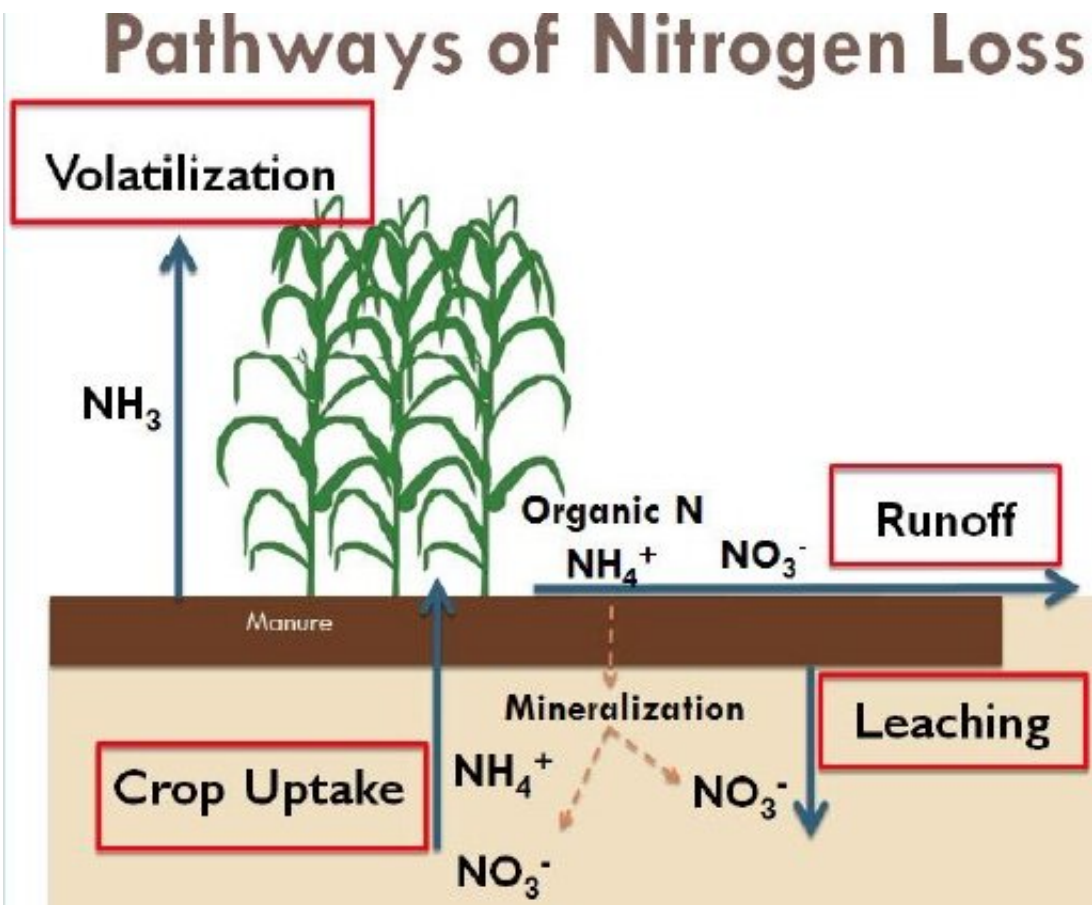 Pathways of Nitrogen Loss
Volatilization
NH₃
Organic N
NH₄⁺ NO₃⁻
Runoff
Manure
Mineralization
Leaching
Crop Uptake
NH₄⁺
NO₃⁻
NO₃⁻